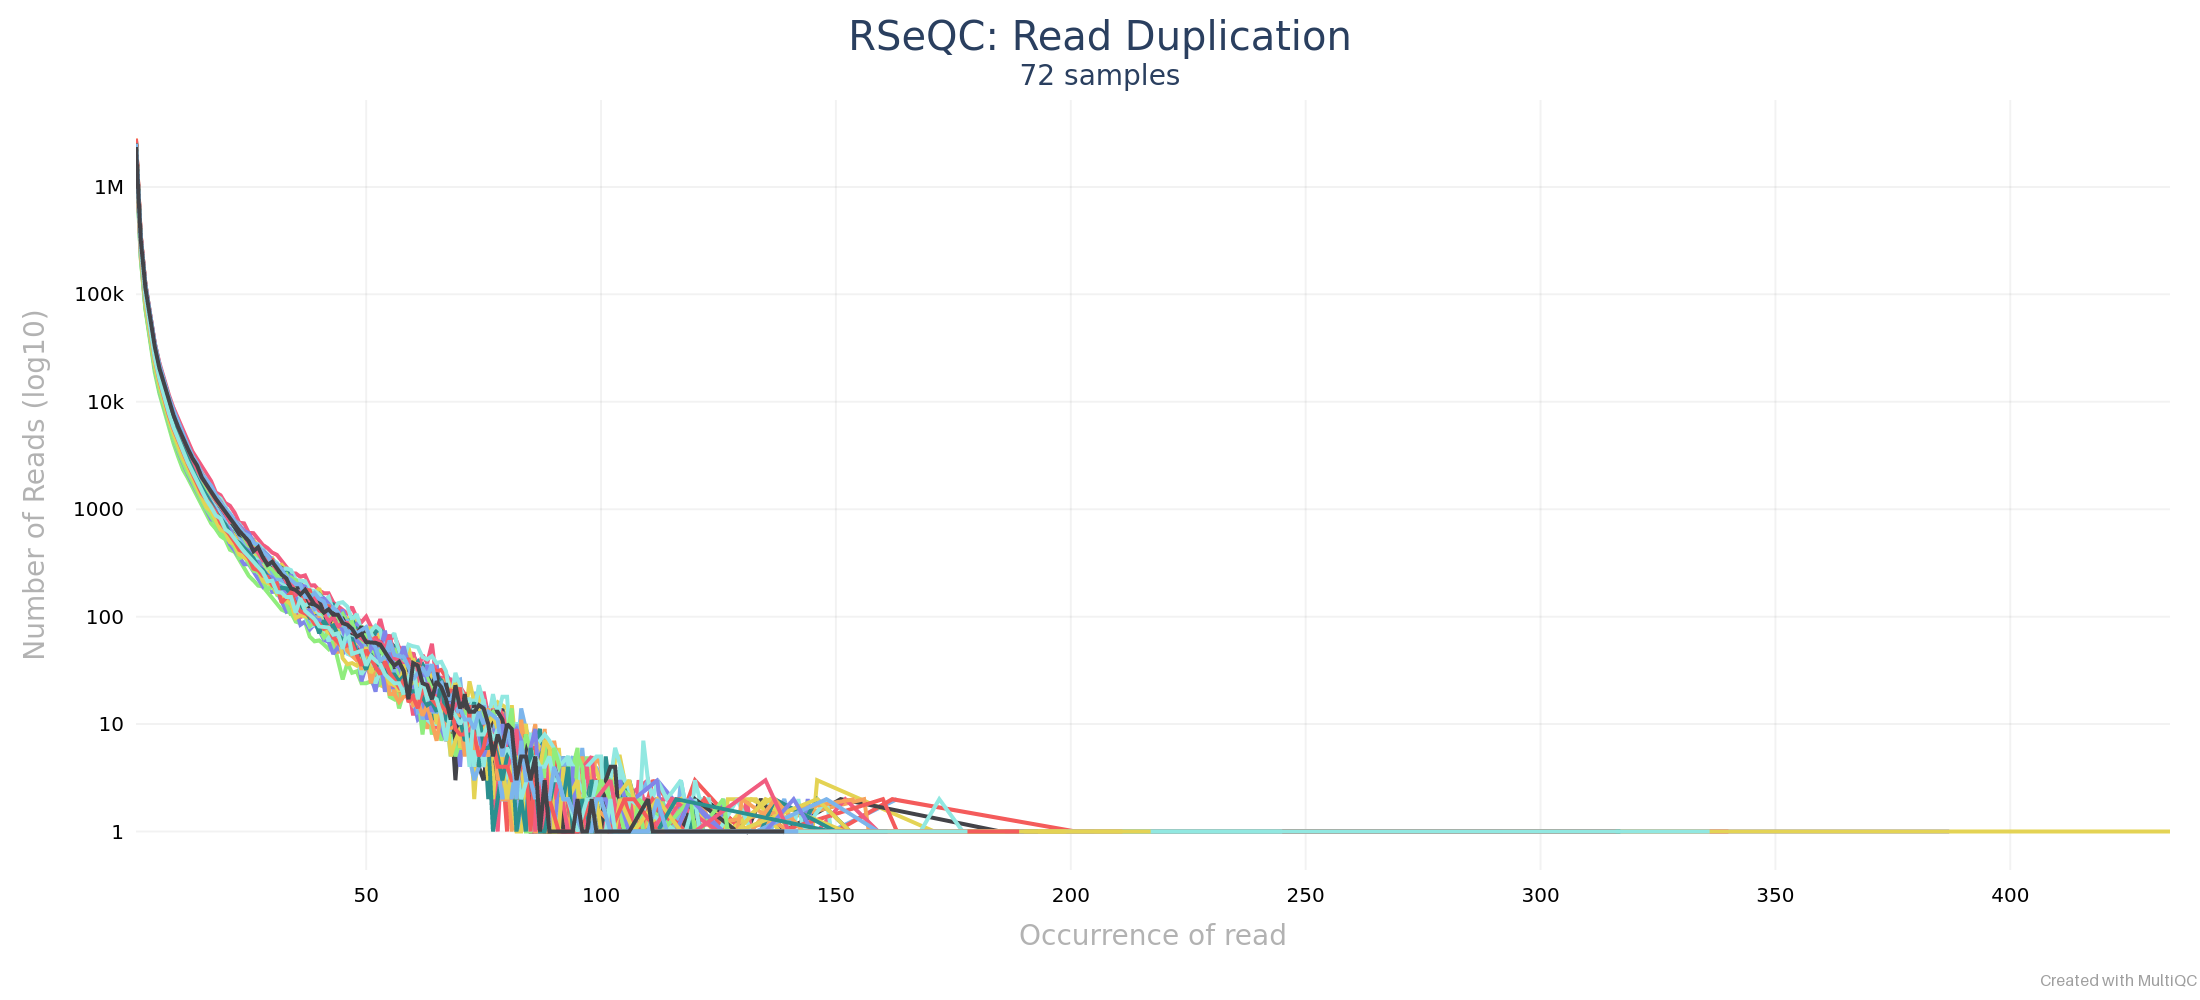 RSeQC: Read Duplication
72 samples
Number of Reads (log10)
1M
100k
10k
1000
100
10
1
50 100 150 200 250 300 350 400
Occurrence of read
Created with MultiQC